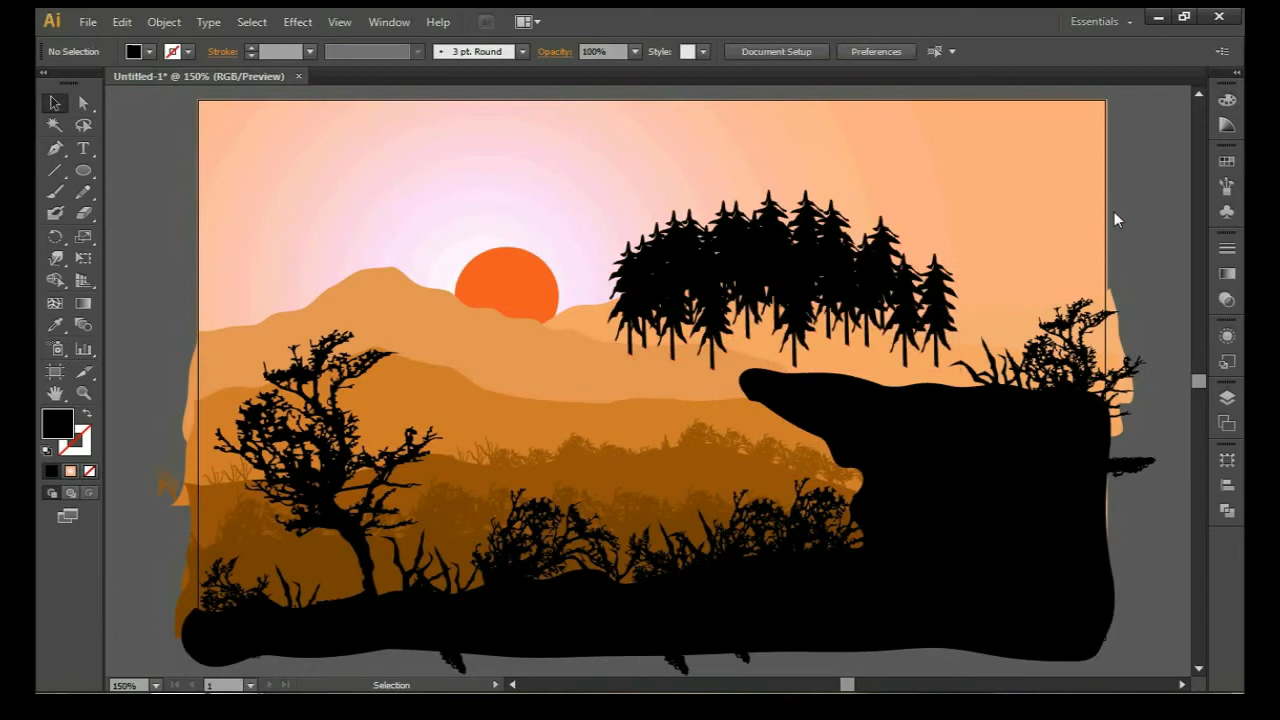 Ai File Edit Object Type Select Effect View Window Help Br Essentials
No Selection Stroke: 3 pt. Round Opacity: 100% Style: Document Setup Preferences
Untitled-1* @ 150% (RGB/Preview) ×
T
150% 1 Selection